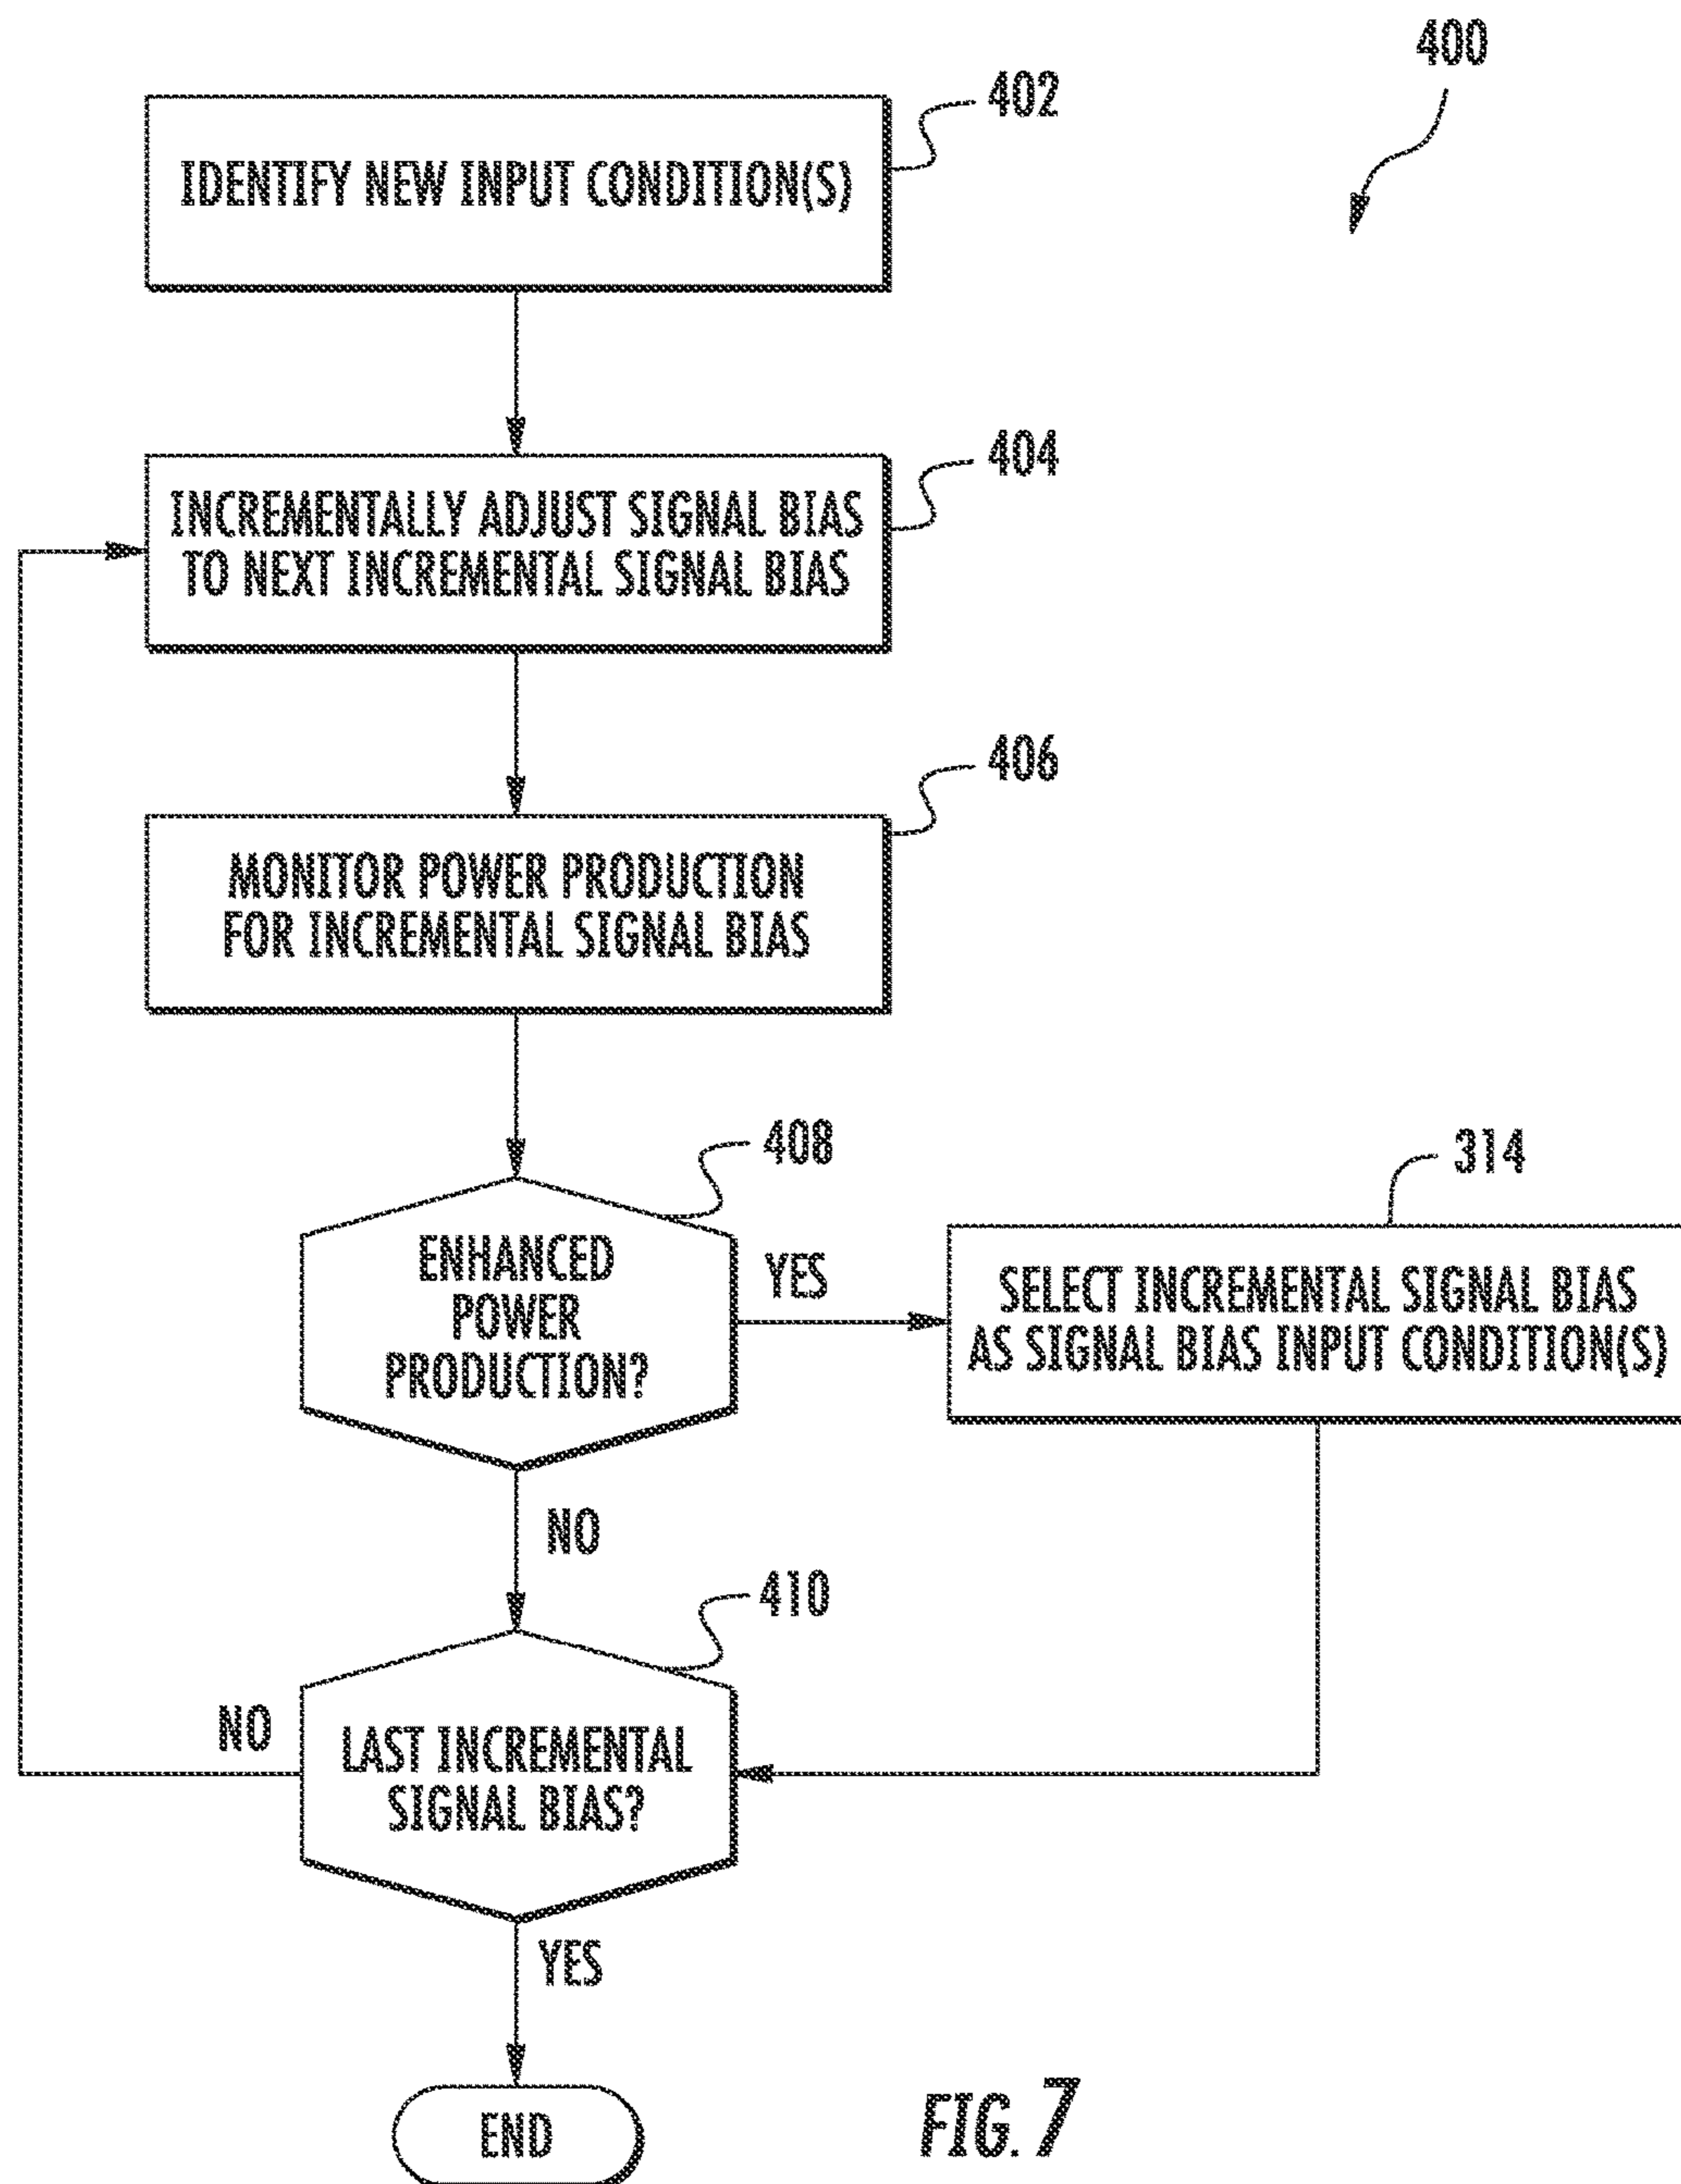 400
402
IDENTIFY NEW INPUT CONDITION(S)
404
INCREMENTALLY ADJUST SIGNAL BIAS
TO NEXT INCREMENTAL SIGNAL BIAS
406
MONITOR POWER PRODUCTION
FOR INCREMENTAL SIGNAL BIAS
408
ENHANCED
POWER
PRODUCTION?
YES
314
SELECT INCREMENTAL SIGNAL BIAS
AS SIGNAL BIAS INPUT CONDITION(S)
NO
410
NO
LAST INCREMENTAL
SIGNAL BIAS?
YES
END
FIG. 7